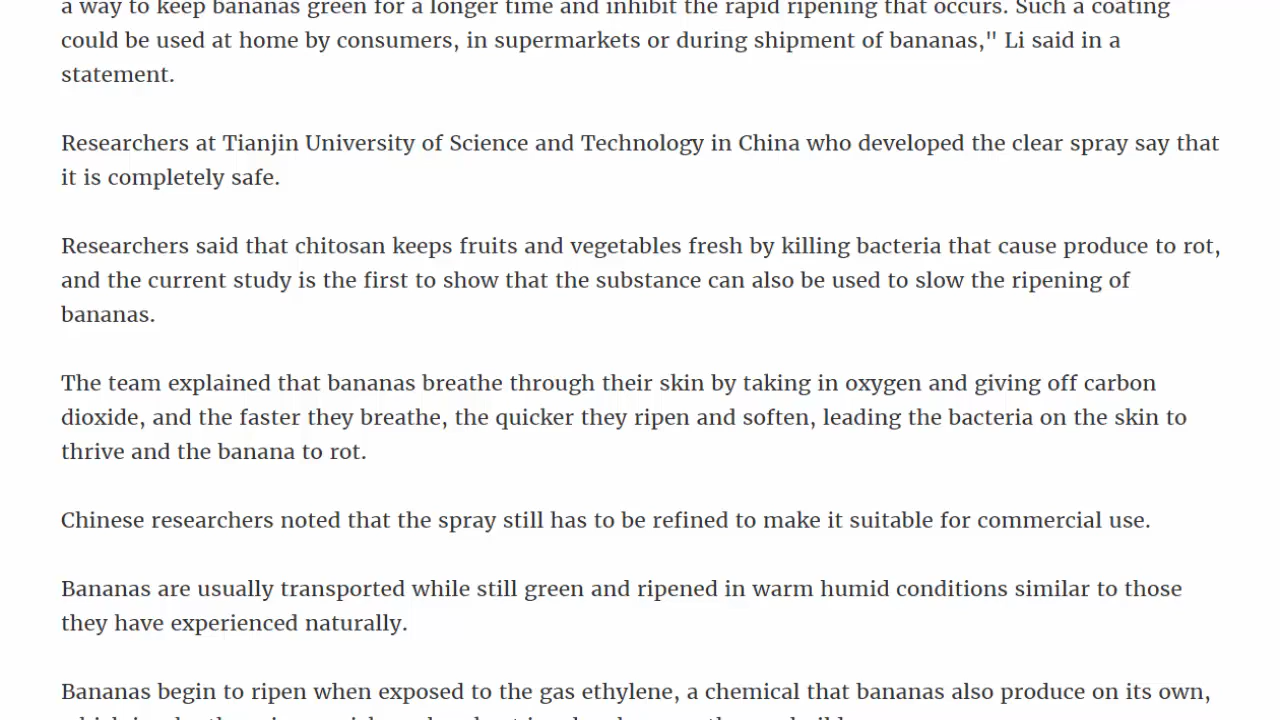 a way to keep bananas green for a longer time and inhibit the rapid ripening that occurs. Such a coating
could be used at home by consumers, in supermarkets or during shipment of bananas," Li said in a
statement.
Researchers at Tianjin University of Science and Technology in China who developed the clear spray say that
it is completely safe.
Researchers said that chitosan keeps fruits and vegetables fresh by killing bacteria that cause produce to rot,
and the current study is the first to show that the substance can also be used to slow the ripening of
bananas.
The team explained that bananas breathe through their skin by taking in oxygen and giving off carbon
dioxide, and the faster they breathe, the quicker they ripen and soften, leading the bacteria on the skin to
thrive and the banana to rot.
Chinese researchers noted that the spray still has to be refined to make it suitable for commercial use.
Bananas are usually transported while still green and ripened in warm humid conditions similar to those
they have experienced naturally.
Bananas begin to ripen when exposed to the gas ethylene, a chemical that bananas also produce on its own,